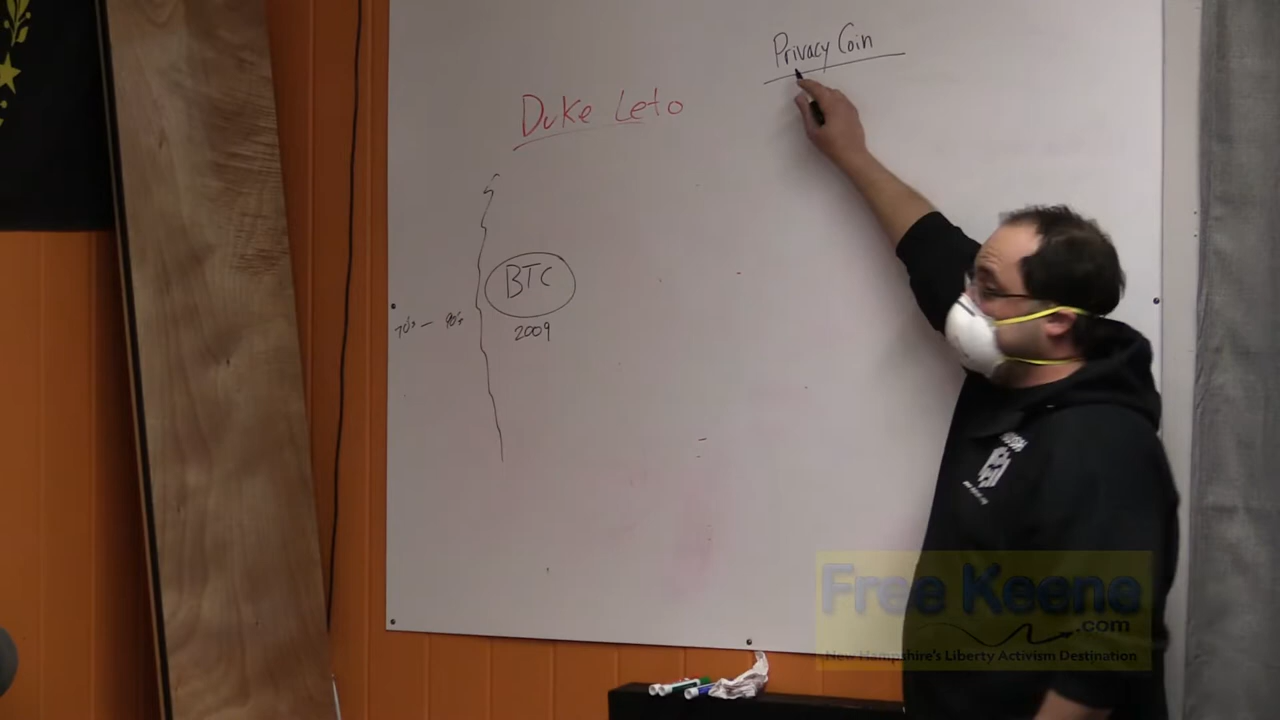 Privacy Coin
Duke Leto
BTC
70's — 90's
2009
Free Keene
.com
New Hampshire's Liberty Activism Destination